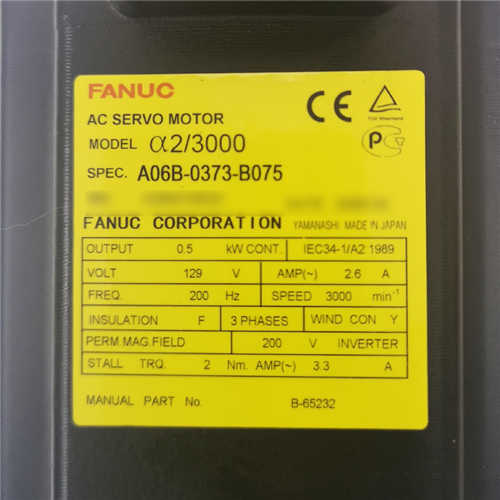 FANUC
AC SERVO MOTOR
MODEL α2/3000
SPEC. A06B-0373-B075
CE
TÜV Rheinland
FANUC CORPORATION YAMANASHI MADE IN JAPAN
OUTPUT 0.5 kW CONT. IEC34-1/A2 1989
VOLT 129 V AMP(~) 2.6 A
FREQ. 200 Hz SPEED 3000 min⁻¹
INSULATION F 3 PHASES WIND CON Y
PERM.MAG.FIELD 200 V INVERTER
STALL TRQ. 2 Nm. AMP(~) 3.3 A
MANUAL PART No. B-65232